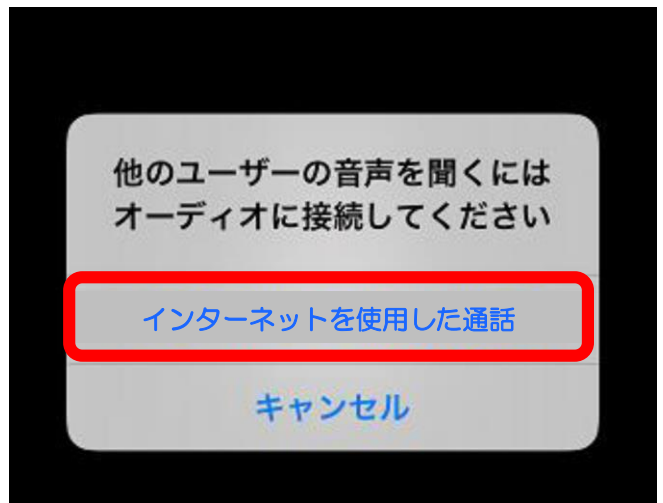 他のユーザーの音声を聞くには
オーディオに接続してください
インターネットを使用した通話
キャンセル